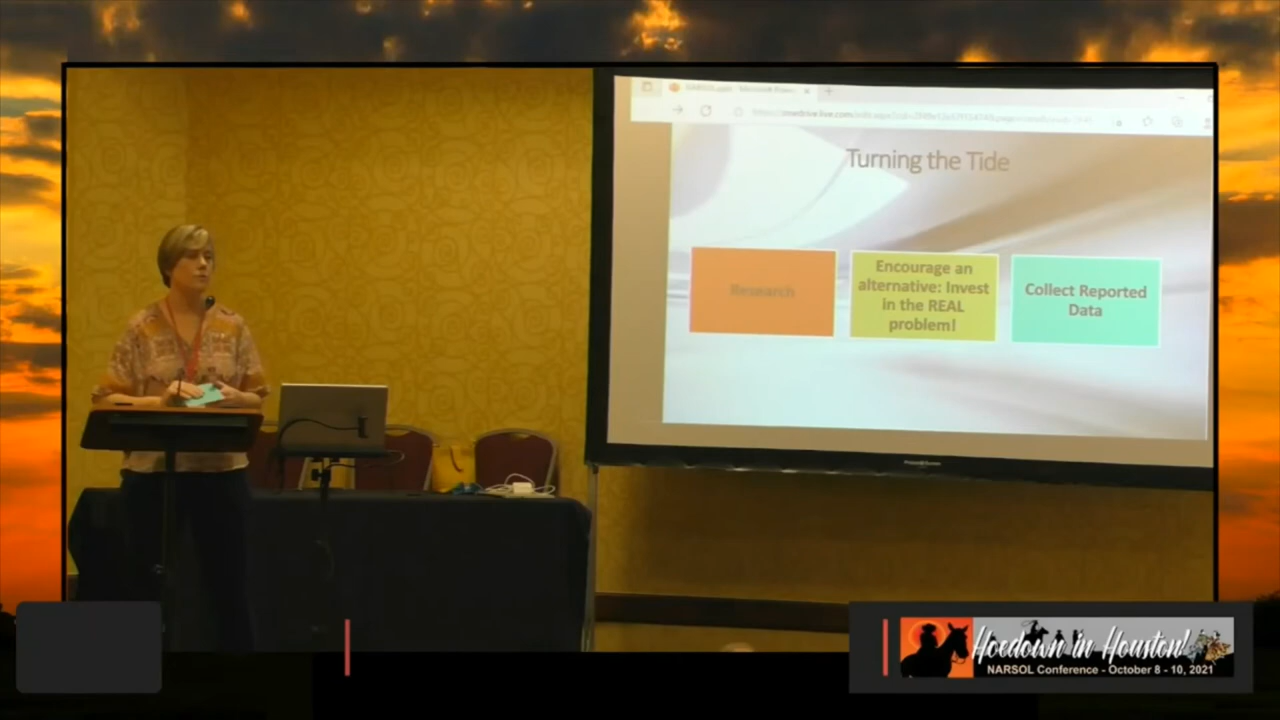 Turning the Tide
Research
Encourage an
alternative: Invest
in the REAL
problem!
Collect Reported
Data
Hoedown in Houston!
NARSOL Conference - October 8 - 10, 2021